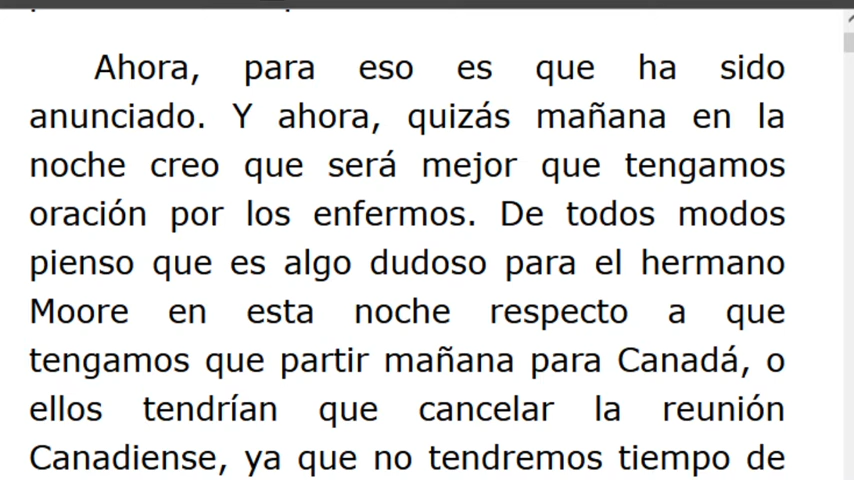 Ahora, para eso es que ha sido
anunciado. Y ahora, quizás mañana en la
noche creo que será mejor que tengamos
oración por los enfermos. De todos modos
pienso que es algo dudoso para el hermano
Moore en esta noche respecto a que
tengamos que partir mañana para Canadá, o
ellos tendrían que cancelar la reunión
Canadiense, ya que no tendremos tiempo de